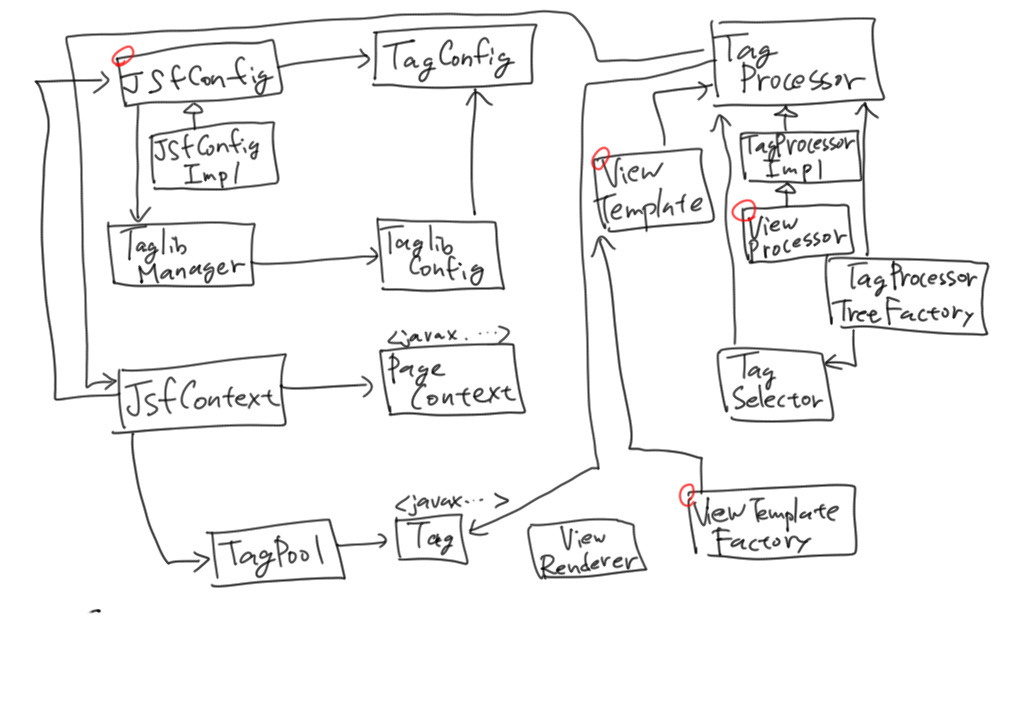 JsfConfig
TagConfig
Tag
Processor
JsfConfig
Impl
View
Template
TagProcessor
Impl
View
Processor
Taglib
Manager
Taglib
Config
TagProcessor
TreeFactory
<javax. ...>
Page
Context
JsfContext
Tag
Selector
<javax...>
Tag
TagPool
View
Renderer
ViewTemplate
Factory